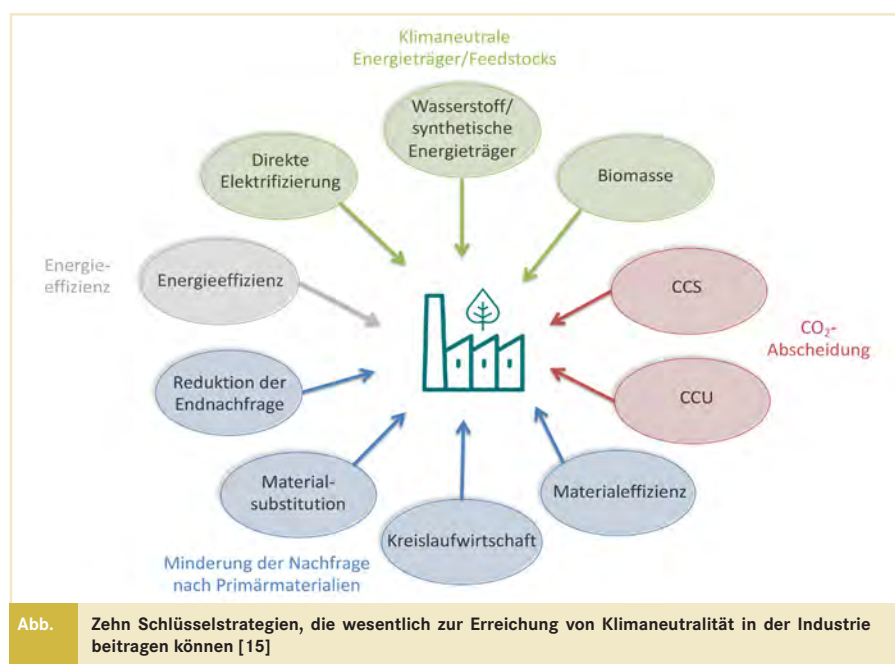 Klimaneutrale
Energieträger/Feedstocks
Wasserstoff/
synthetische
Energieträger
Direkte
Elektrifizierung
Biomasse
Energie-
effizienz
Energieeffizienz
CCS
CO₂-
Abscheidung
Reduktion der
Endnachfrage
CCU
Material-
substitution
Materialeffizienz
Kreislaufwirtschaft
Minderung der Nachfrage
nach Primärmaterialien
Abb.
Zehn Schlüsselstrategien, die wesentlich zur Erreichung von Klimaneutralität in der Industrie
beitragen können [15]